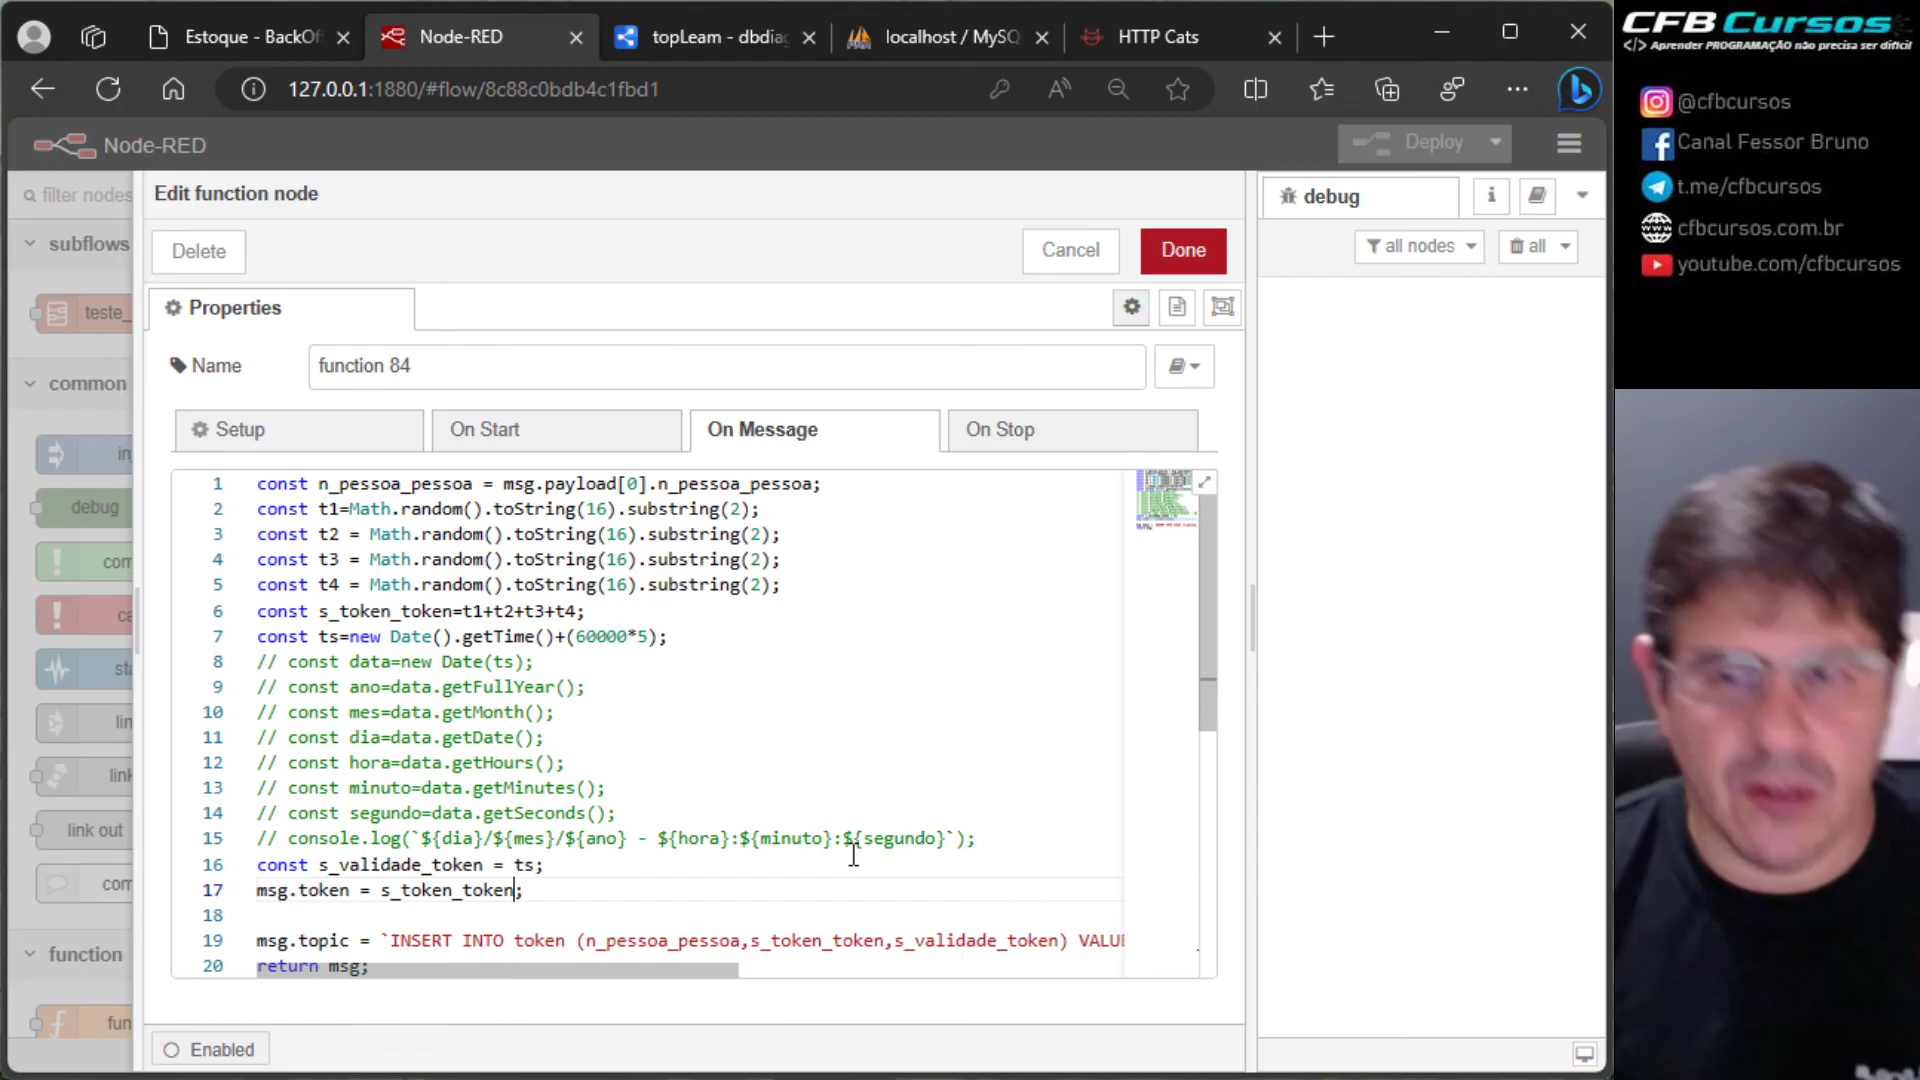 Estoque - BackOf
Node-RED
topLeam - dbdia
localhost / MySQ
HTTP Cats
127.0.0.1:1880/#flow/8c88c0bdb4c1fbd1
CFB Cursos
</> Aprender PROGRAMAÇÃO não precisa ser difícil
@cfbcursos
Canal Fessor Bruno
t.me/cfbcursos
cfbcursos.com.br
youtube.com/cfbcursos
Node-RED
Deploy
filter nodes
subflows
teste_
common
in
debug
com
ca
sta
lin
link
link out
com
function
fun
Edit function node
Delete
Cancel
Done
Properties
Name
function 84
Setup
On Start
On Message
On Stop
1 const n_pessoa_pessoa = msg.payload[0].n_pessoa_pessoa;
2 const t1=Math.random().toString(16).substring(2);
3 const t2 = Math.random().toString(16).substring(2);
4 const t3 = Math.random().toString(16).substring(2);
5 const t4 = Math.random().toString(16).substring(2);
6 const s_token_token=t1+t2+t3+t4;
7 const ts=new Date().getTime()+(60000*5);
8 // const data=new Date(ts);
9 // const ano=data.getFullYear();
10 // const mes=data.getMonth();
11 // const dia=data.getDate();
12 // const hora=data.getHours();
13 // const minuto=data.getMinutes();
14 // const segundo=data.getSeconds();
15 // console.log(`${dia}/${mes}/${ano} - ${hora}:${minuto}:${segundo}`);
16 const s_validade_token = ts;
17 msg.token = s_token_token;
18
19 msg.topic = `INSERT INTO token (n_pessoa_pessoa,s_token_token,s_validade_token) VALUE
20 return msg;
Enabled
debug
i
all nodes
all